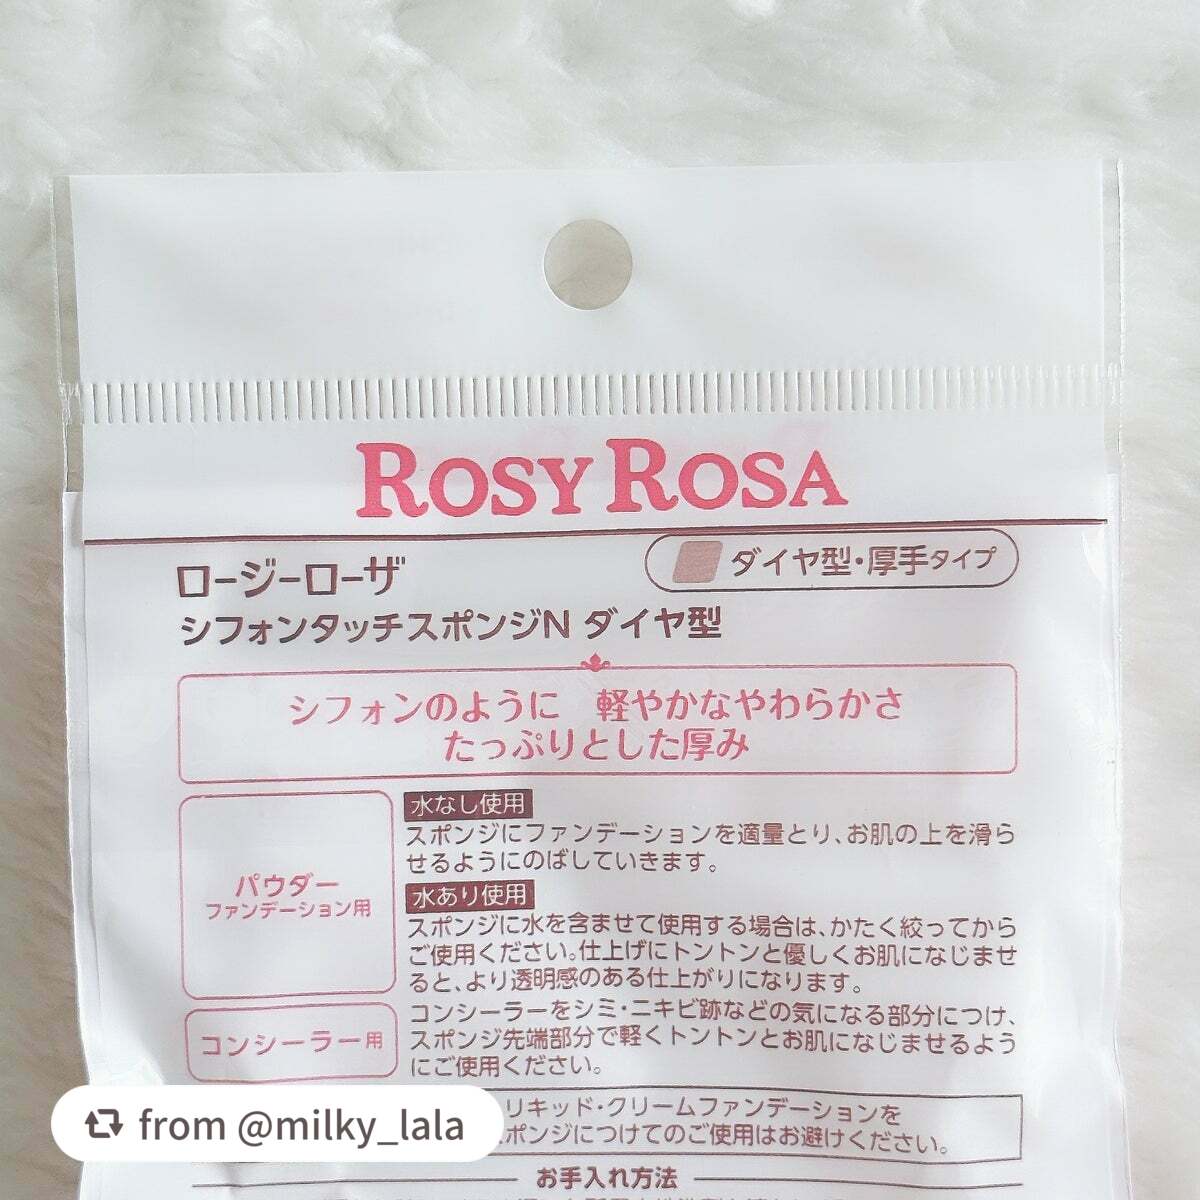 ROSY ROSA
ロージーローザ
ダイヤ型・厚手タイプ
シフォンタッチスポンジN ダイヤ型
シフォンのように 軽やかなやわらかさ
たっぷりとした厚み
パウダー
ファンデーション用
水なし使用
スポンジにファンデーションを適量とり、お肌の上を滑ら
せるようにのばしていきます。
水あり使用
スポンジに水を含ませて使用する場合は、かたく絞ってから
ご使用ください。仕上げにトントンと優しくお肌になじませ
ると、より透明感のある仕上がりになります。
コンシーラー用
コンシーラーをシミ・ニキビ跡などの気になる部分につけ、
スポンジ先端部分で軽くトントンとお肌になじませるよう
にご使用ください。
リキッド・クリームファンデーションを
ポンジにつけてのご使用はお避けください。
from @milky_lala
お手入れ方法